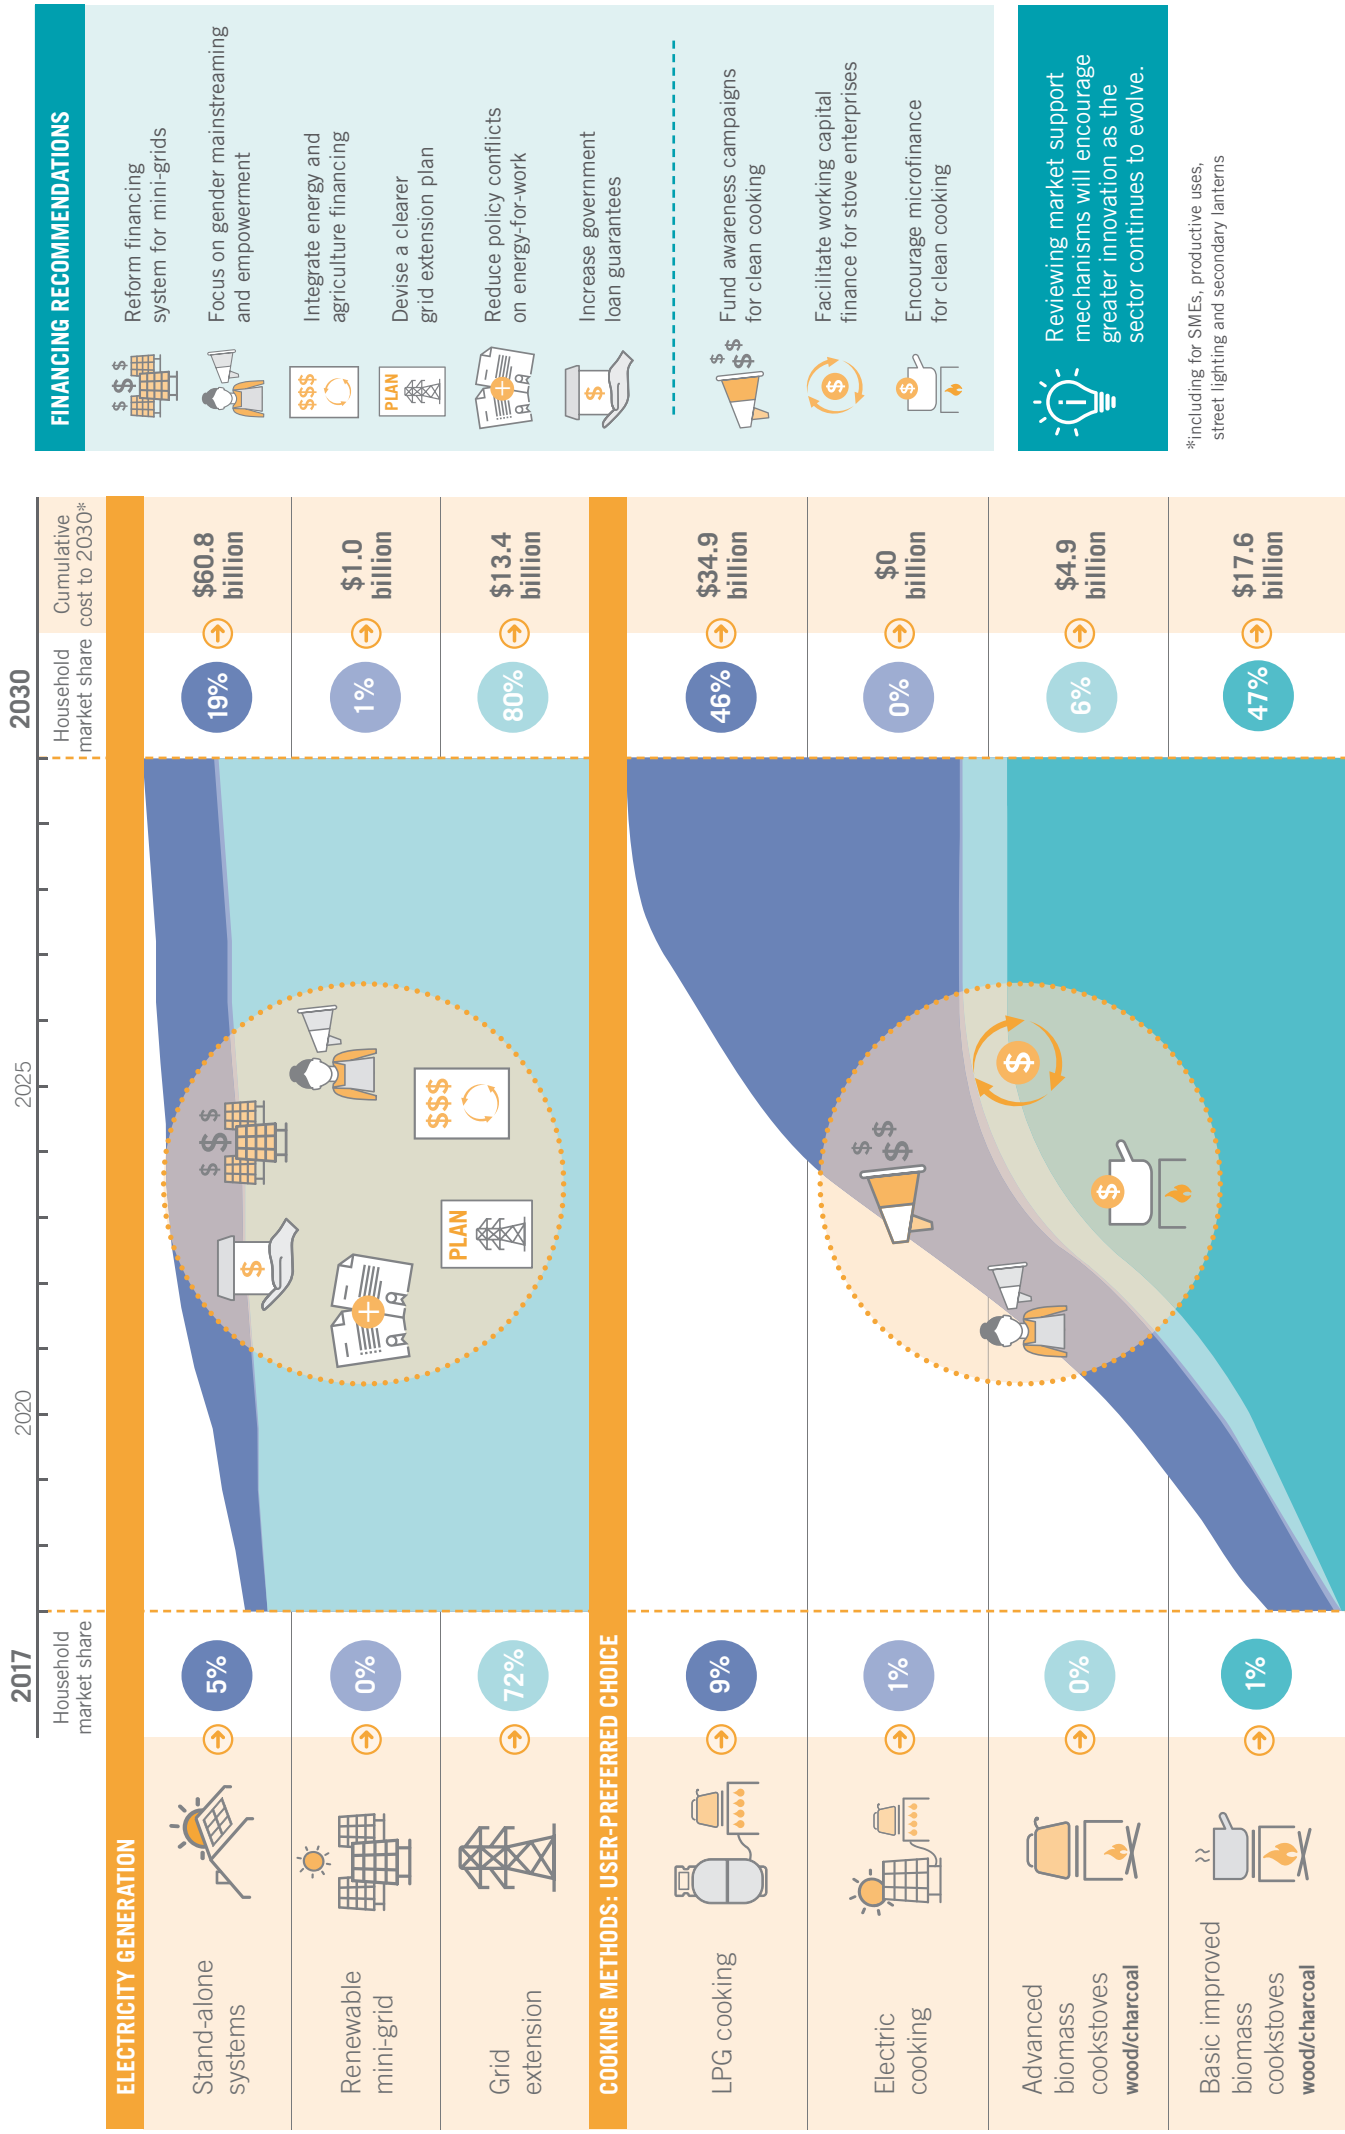 2017
2020
2025
2030
Household
market share
Household
market share
Cumulative
cost to 2030*
ELECTRICITY GENERATION
Stand-alone
systems
5%
19%
$60.8
billion
Renewable
mini-grid
0%
1%
$1.0
billion
Grid
extension
72%
80%
$13.4
billion
$ $ $
$
$$$
PLAN
COOKING METHODS: USER-PREFERRED CHOICE
LPG cooking
9%
46%
$34.9
billion
Electric
cooking
1%
0%
$0
billion
Advanced
biomass
cookstoves
wood/charcoal
0%
6%
$4.9
billion
Basic improved
biomass
cookstoves
wood/charcoal
1%
47%
$17.6
billion
$ $ $
$
$
FINANCING RECOMMENDATIONS
$ $ $
Reform financing
system for mini-grids
Focus on gender mainstreaming
and empowerment
$$$
Integrate energy and
agriculture financing
PLAN
Devise a clearer
grid extension plan
Reduce policy conflicts
on energy-for-work
$
Increase government
loan guarantees
$ $ $
Fund awareness campaigns
for clean cooking
$
Facilitate working capital
finance for stove enterprises
$
Encourage microfinance
for clean cooking
i
Reviewing market support
mechanisms will encourage
greater innovation as the
sector continues to evolve.
*including for SMEs, productive uses,
street lighting and secondary lanterns